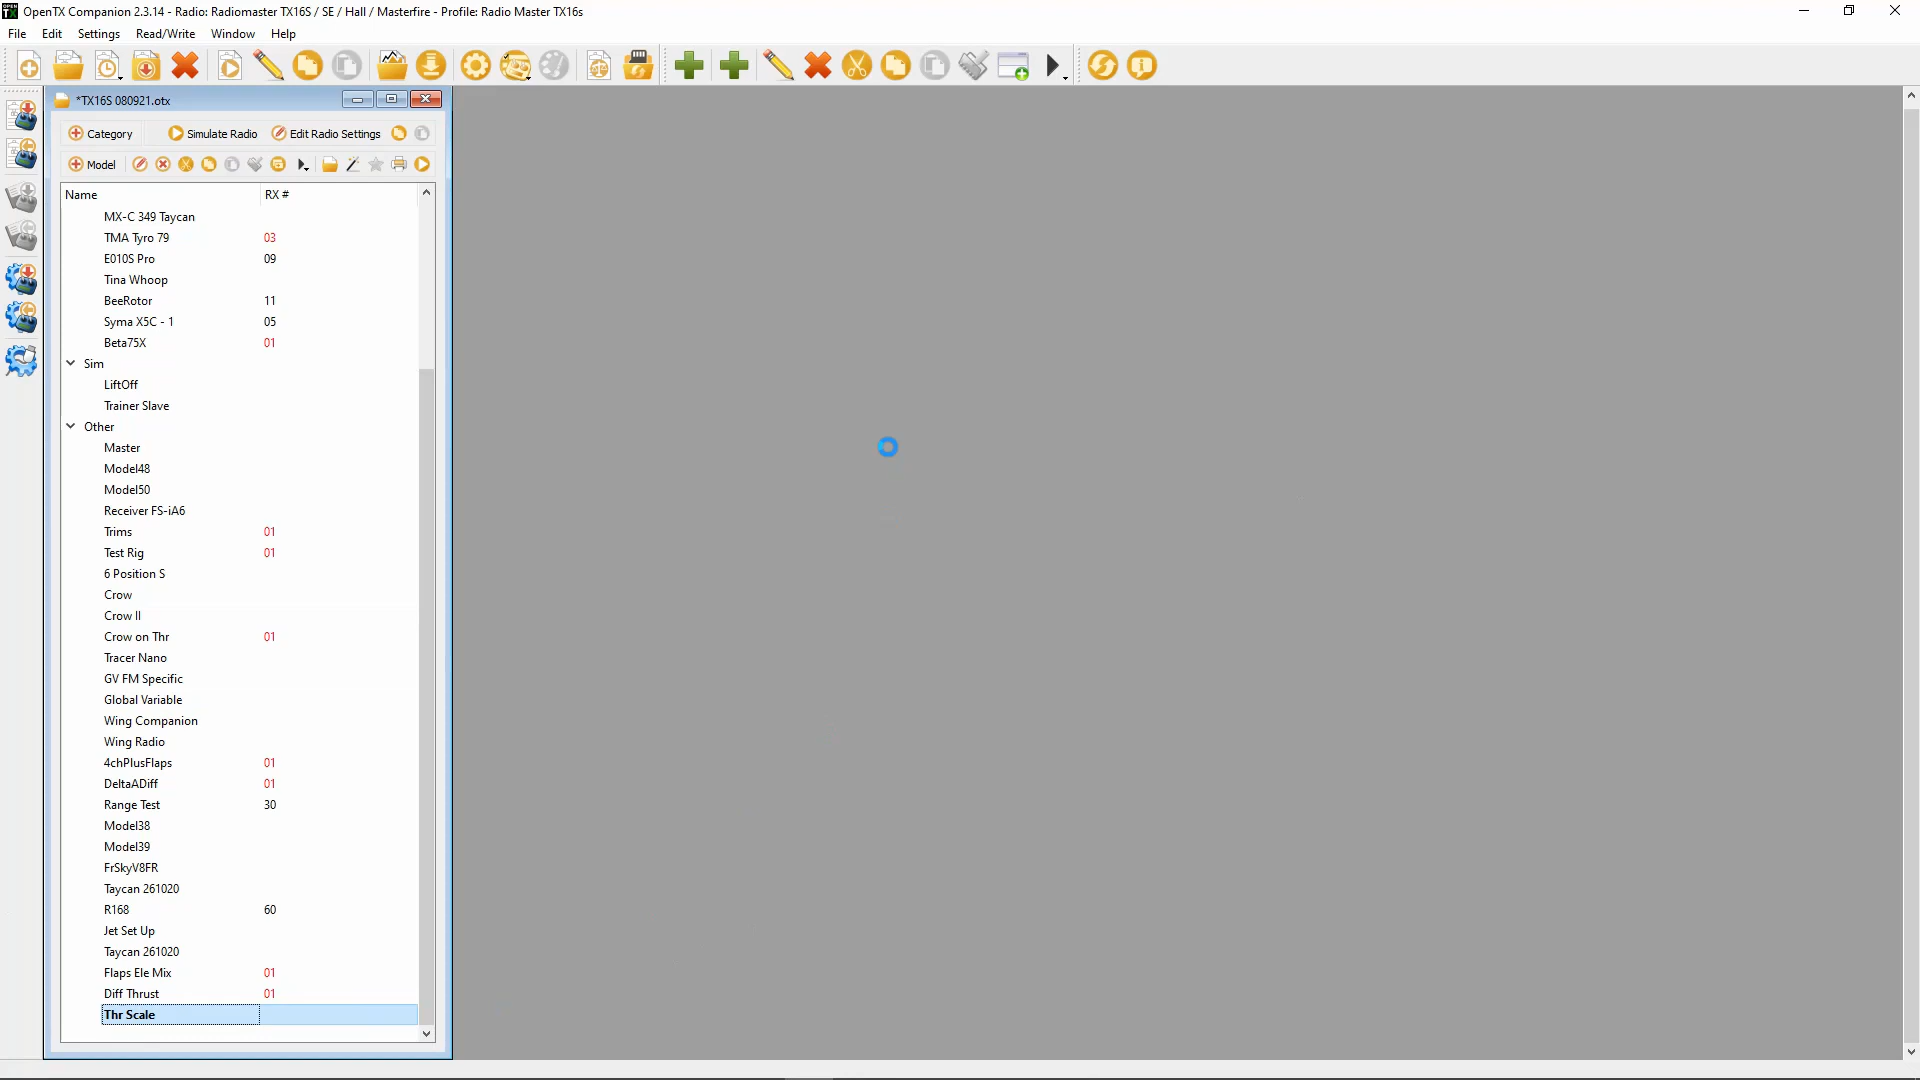 OpenTX Companion 2.3.14 - Radio: Radiomaster TX16S / SE / Hall / Masterfire - Profile: Radio Master TX16s
File Edit Settings Read/Write Window Help
*TX16S 080921.otx
Category Simulate Radio Edit Radio Settings
Model
Name RX #
MX-C 349 Taycan
TMA Tyro 79 03
E010S Pro 09
Tina Whoop
BeeRotor 11
Syma X5C - 1 05
Beta75X 01
Sim
LiftOff
Trainer Slave
Other
Master
Model48
Model50
Receiver FS-iA6
Trims 01
Test Rig 01
6 Position S
Crow
Crow II
Crow on Thr 01
Tracer Nano
GV FM Specific
Global Variable
Wing Companion
Wing Radio
4chPlusFlaps 01
DeltaADiff 01
Range Test 30
Model38
Model39
FrSkyV8FR
Taycan 261020
R168 60
Jet Set Up
Taycan 261020
Flaps Ele Mix 01
Diff Thrust 01
Thr Scale